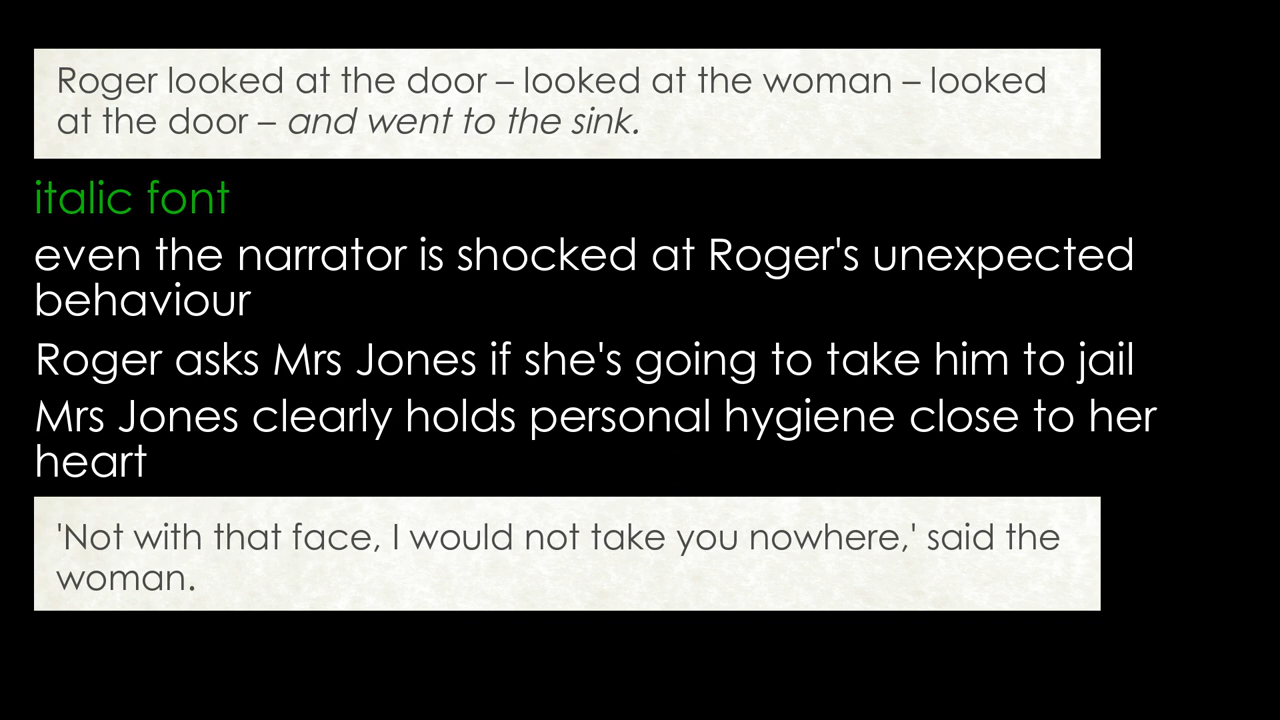 Roger looked at the door – looked at the woman – looked
at the door – and went to the sink.
italic font
even the narrator is shocked at Roger's unexpected
behaviour
Roger asks Mrs Jones if she's going to take him to jail
Mrs Jones clearly holds personal hygiene close to her
heart
'Not with that face, I would not take you nowhere,' said the
woman.